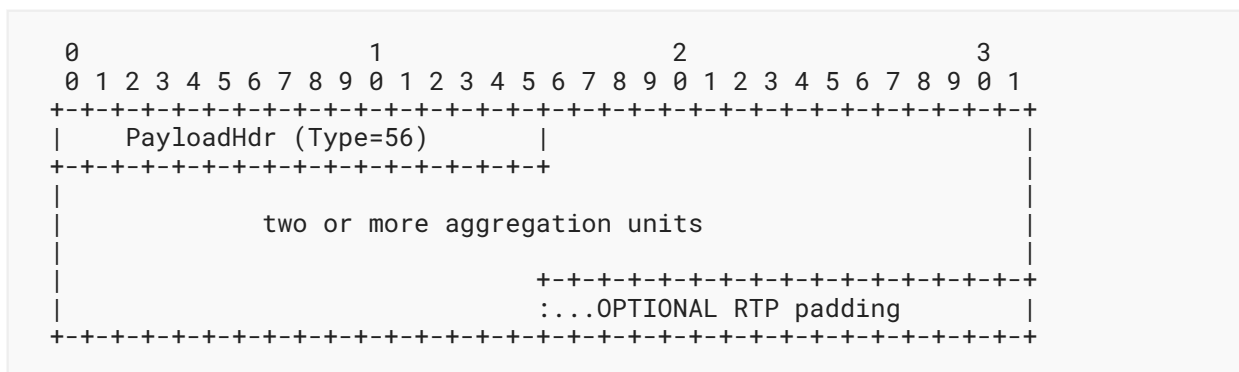 0                   1                   2                   3
 0 1 2 3 4 5 6 7 8 9 0 1 2 3 4 5 6 7 8 9 0 1 2 3 4 5 6 7 8 9 0 1
+-+-+-+-+-+-+-+-+-+-+-+-+-+-+-+-+-+-+-+-+-+-+-+-+-+-+-+-+-+-+-+-+
|    PayloadHdr (Type=56)       |                               |
+-+-+-+-+-+-+-+-+-+-+-+-+-+-+-+-+                               |
|                                                               |
|             two or more aggregation units                     |
|                                                               |
|                               +-+-+-+-+-+-+-+-+-+-+-+-+-+-+-+-+
|                               :...OPTIONAL RTP padding        |
+-+-+-+-+-+-+-+-+-+-+-+-+-+-+-+-+-+-+-+-+-+-+-+-+-+-+-+-+-+-+-+-+